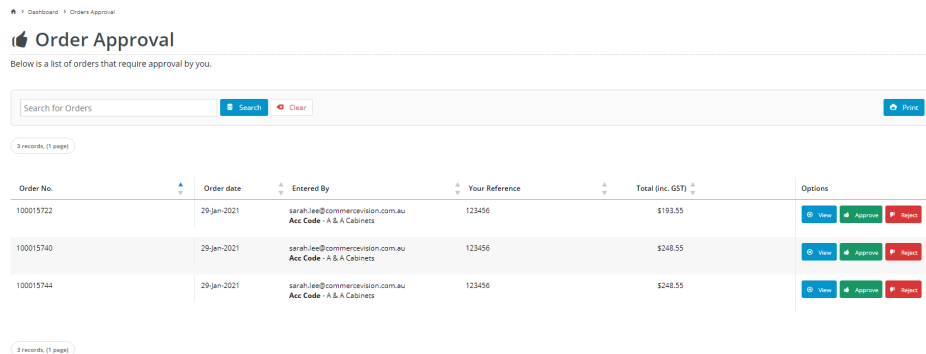 Dashboard > Orders Approval
Order Approval
Below is a list of orders that require approval by you.
Search for Orders Search Clear Print
3 records, (1 page)
Order No. Order date Entered By Your Reference Total (inc. GST) Options
100015722 29-Jan-2021 sarah.lee@commercevision.com.au 123456 $193.55 View Approve Reject
Acc Code - A & A Cabinets
100015740 29-Jan-2021 sarah.lee@commercevision.com.au 123456 $248.55 View Approve Reject
Acc Code - A & A Cabinets
100015744 29-Jan-2021 sarah.lee@commercevision.com.au 123456 $248.55 View Approve Reject
Acc Code - A & A Cabinets
3 records, (1 page)